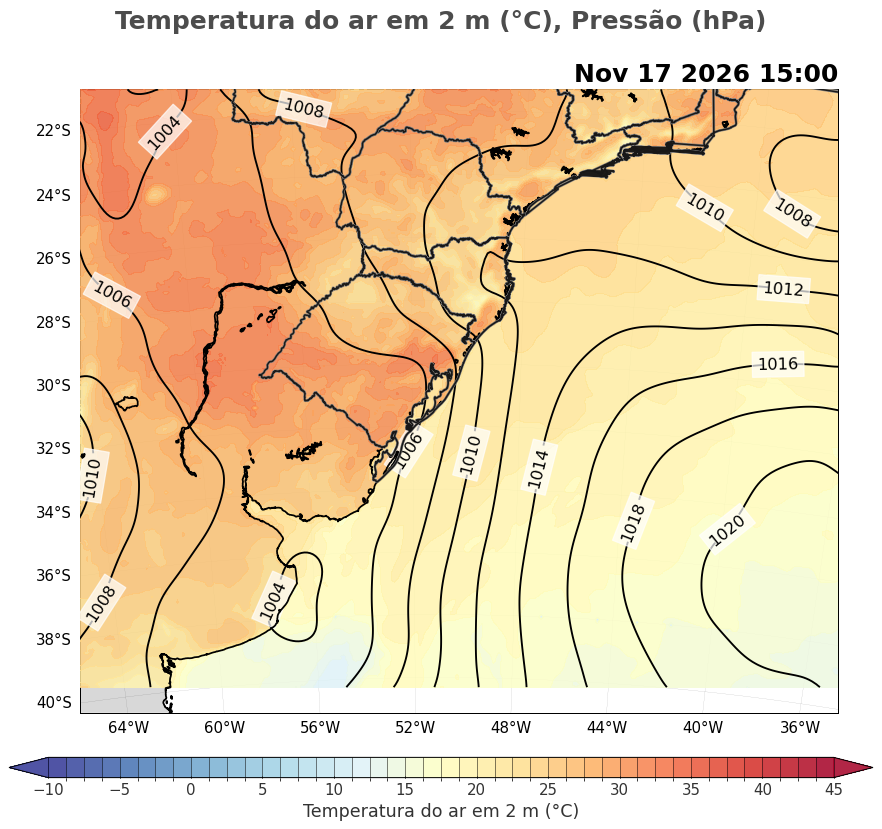 Temperatura do ar em 2 m (°C), Pressão (hPa)
Nov 17 2026 15:00
22°S
24°S
26°S
28°S
30°S
32°S
34°S
36°S
38°S
40°S
1004
1008
1010
1008
1006
1012
1016
1006
1010
1010
1014
1018
1020
1008
1004
64°W
60°W
56°W
52°W
48°W
44°W
40°W
36°W
−10
−5
0
5
10
15
20
25
30
35
40
45
Temperatura do ar em 2 m (°C)